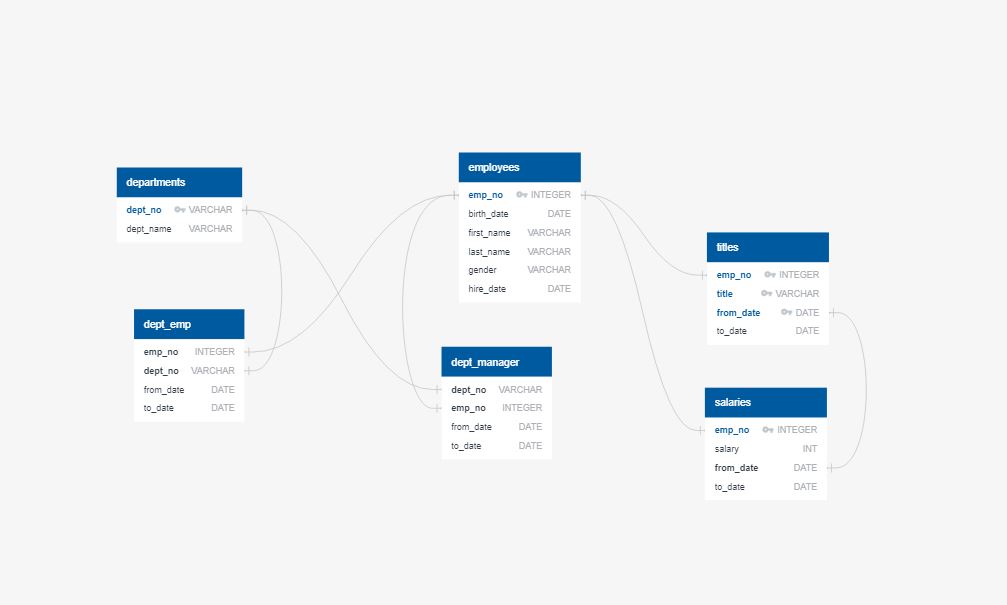 departments
dept_no VARCHAR
dept_name VARCHAR
dept_emp
emp_no INTEGER
dept_no VARCHAR
from_date DATE
to_date DATE
employees
emp_no INTEGER
birth_date DATE
first_name VARCHAR
last_name VARCHAR
gender VARCHAR
hire_date DATE
dept_manager
dept_no VARCHAR
emp_no INTEGER
from_date DATE
to_date DATE
titles
emp_no INTEGER
title VARCHAR
from_date DATE
to_date DATE
salaries
emp_no INTEGER
salary INT
from_date DATE
to_date DATE